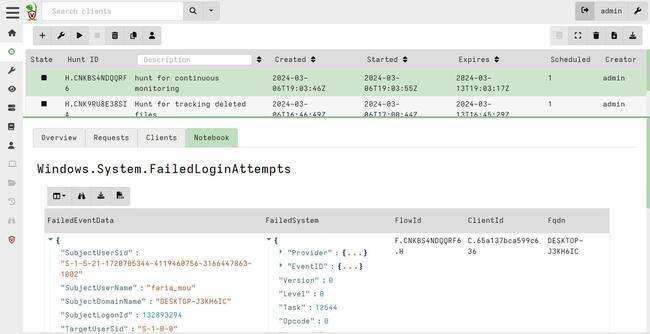 Search clients
admin
State Hunt ID Description Created Started Expires Scheduled Creator
H.CNKBS4NDQQRF hunt for continuous 2024-03- 2024-03- 2024-03- 1 admin
6 monitoring 06T19:03:46Z 06T19:03:55Z 13T19:03:17Z
H.CNK9RU8E38SI Hunt for tracking deleted 2024-03- 2024-03- 2024-03- 1 admin
A files 06T16:46:49Z 06T17:00:44Z 13T16:45:29Z
Overview Requests Clients Notebook
Windows.System.FailedLoginAttempts
FailedEventData FailedSystem FlowId ClientId Fqdn
{ { F.CNKBS4NDQQRF6 C.65a137bca599c6 DESKTOP-
"SubjectUserSid": "Provider": {...} .H 36 J3KH6IC
"S-1-5-21-1720705344-4119460756-3166447863- "EventID": {...}
1002" "Version": 0
"SubjectUserName": "faria_mou" "Level": 0
"SubjectDomainName": "DESKTOP-J3KH6IC" "Task": 12544
"SubjectLogonId": 132893294 "Opcode": 0
"TargetUserSid": "S-1-0-0"